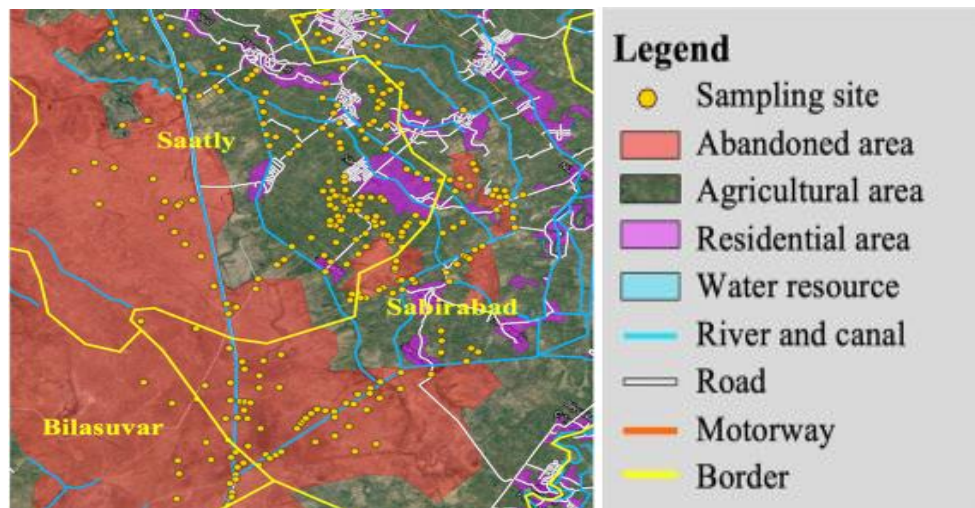 Saatly
Sabirabad
Bilasuvar
Legend
Sampling site
Abandoned area
Agricultural area
Residential area
Water resource
River and canal
Road
Motorway
Border